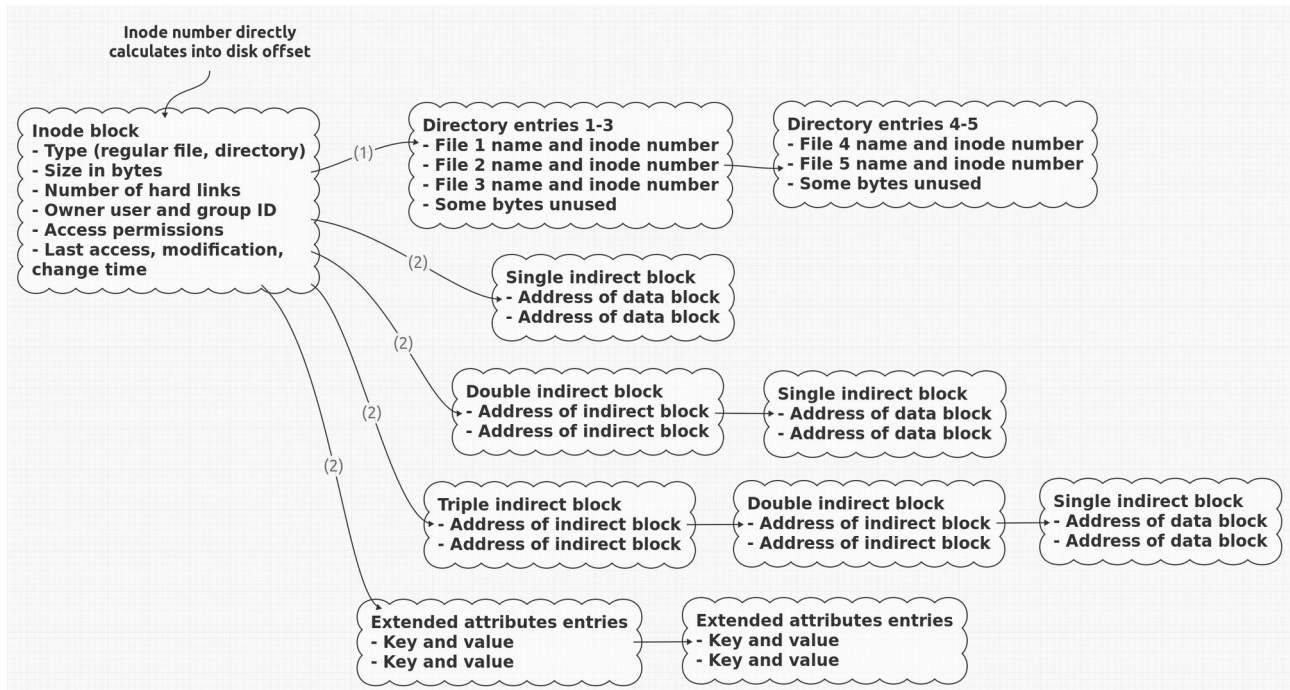 Inode number directly
calculates into disk offset
Inode block
- Type (regular file, directory)
- Size in bytes
- Number of hard links
- Owner user and group ID
- Access permissions
- Last access, modification,
change time
(1)
Directory entries 1-3
- File 1 name and inode number
- File 2 name and inode number
- File 3 name and inode number
- Some bytes unused
Directory entries 4-5
- File 4 name and inode number
- File 5 name and inode number
- Some bytes unused
(2)
Single indirect block
- Address of data block
- Address of data block
(2)
Double indirect block
- Address of indirect block
- Address of indirect block
Single indirect block
- Address of data block
- Address of data block
(2)
Triple indirect block
- Address of indirect block
- Address of indirect block
Double indirect block
- Address of indirect block
- Address of indirect block
Single indirect block
- Address of data block
- Address of data block
(2)
Extended attributes entries
- Key and value
- Key and value
Extended attributes entries
- Key and value
- Key and value